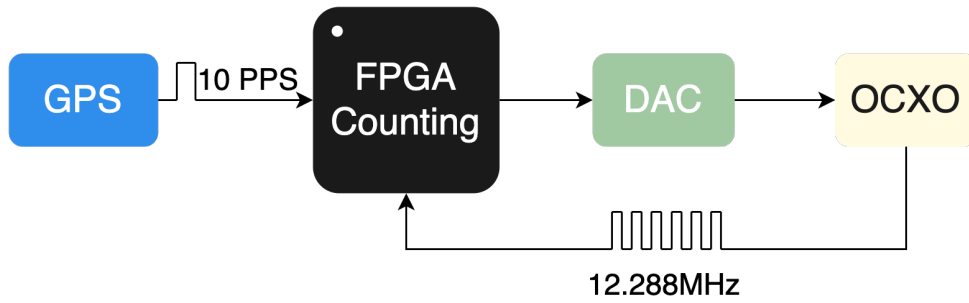 GPS
10 PPS
FPGA
Counting
DAC
OCXO
12.288MHz